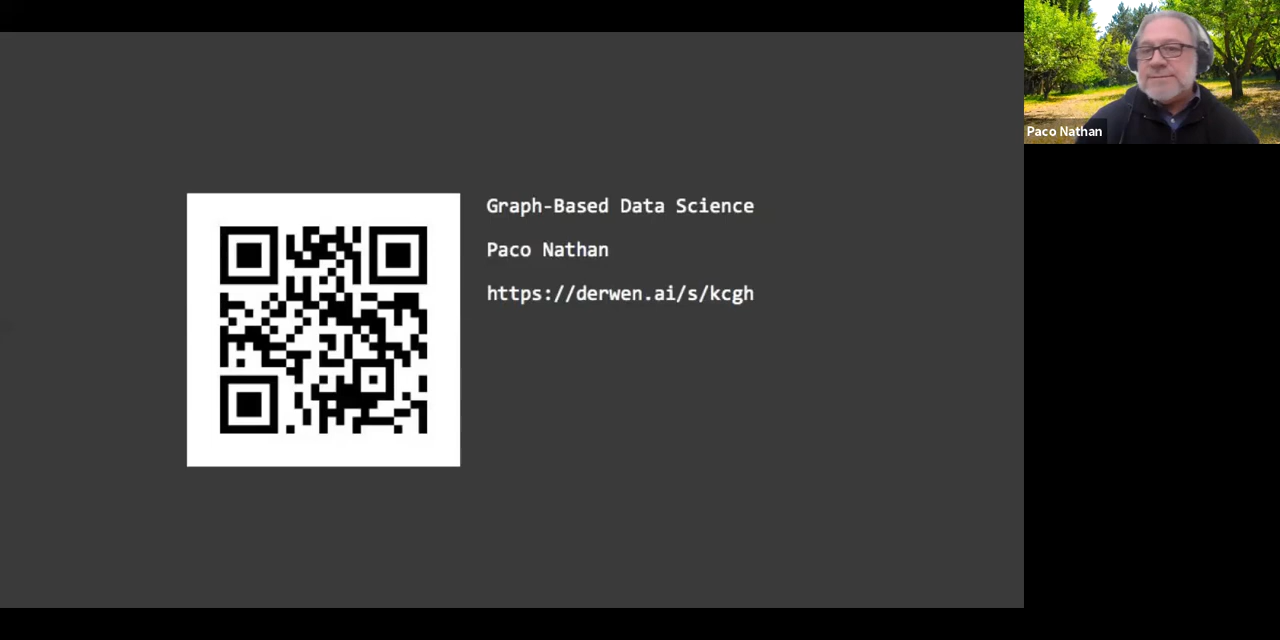 Graph-Based Data Science
Paco Nathan
https://derwen.ai/s/kcgh
Paco Nathan